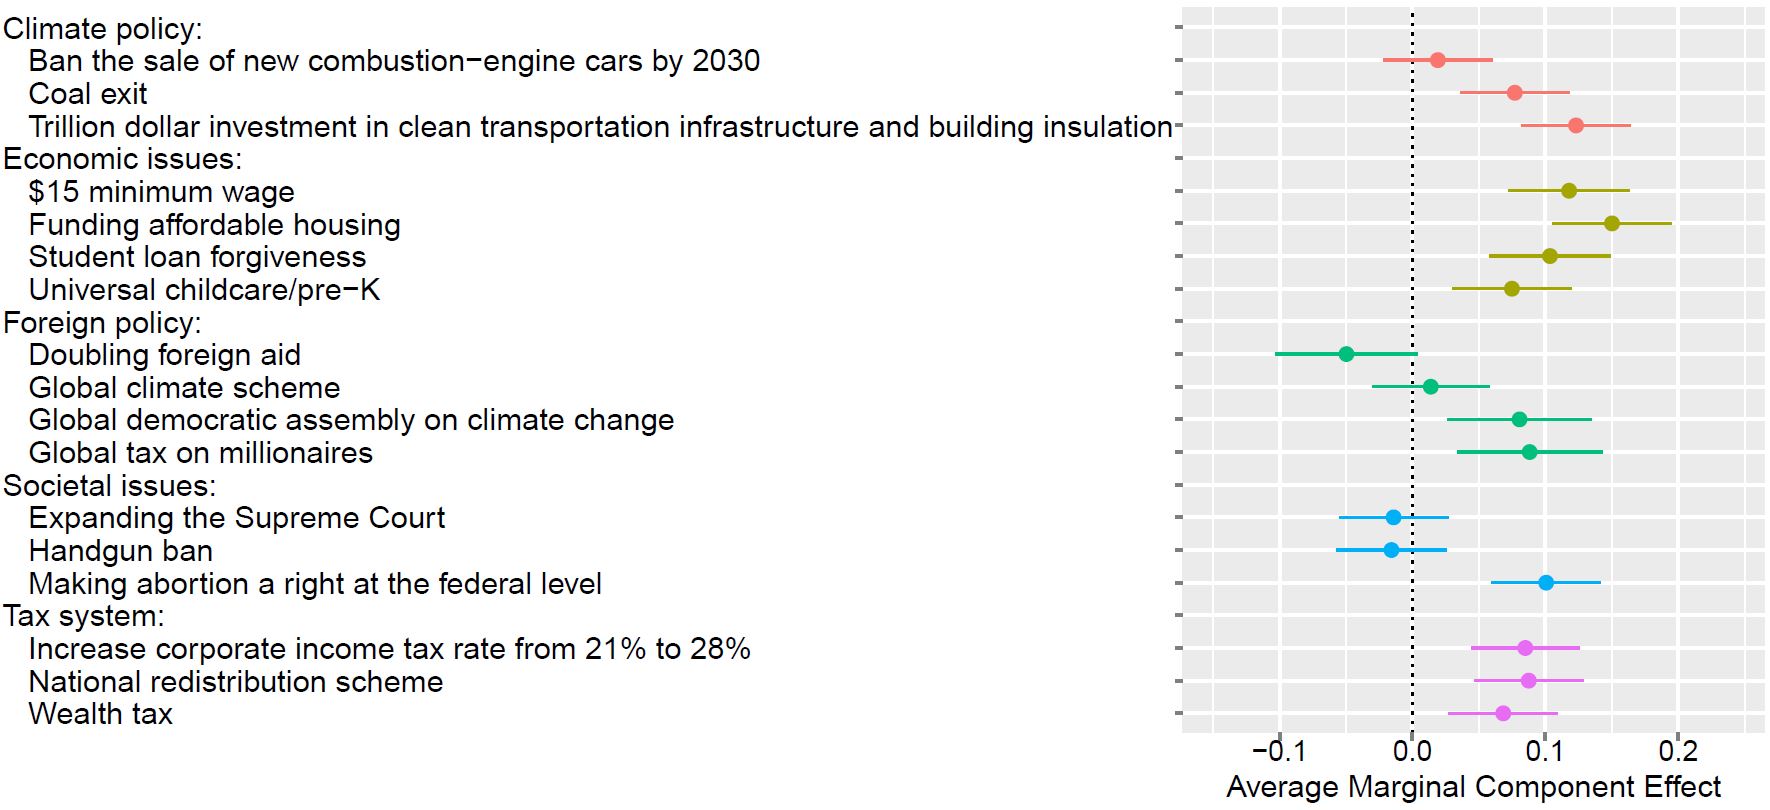 Climate policy:
Ban the sale of new combustion−engine cars by 2030
Coal exit
Trillion dollar investment in clean transportation infrastructure and building insulation
Economic issues:
$15 minimum wage
Funding affordable housing
Student loan forgiveness
Universal childcare/pre−K
Foreign policy:
Doubling foreign aid
Global climate scheme
Global democratic assembly on climate change
Global tax on millionaires
Societal issues:
Expanding the Supreme Court
Handgun ban
Making abortion a right at the federal level
Tax system:
Increase corporate income tax rate from 21% to 28%
National redistribution scheme
Wealth tax
−0.1 0.0 0.1 0.2
Average Marginal Component Effect